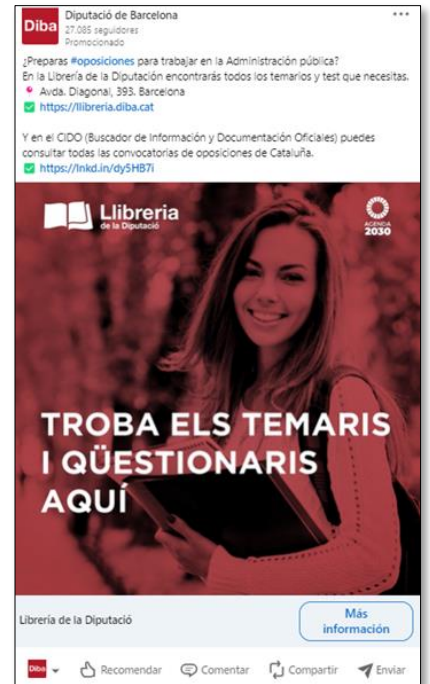 Diba
Diputació de Barcelona
27.085 seguidores
Promocionado
¿Preparas #oposiciones para trabajar en la Administración pública?
En la Librería de la Diputación encontrarás todos los temarios y test que necesitas.
Avda. Diagonal, 393. Barcelona
https://llibreria.diba.cat
Y en el CIDO (Buscador de Información y Documentación Oficiales) puedes
consultar todas las convocatorias de oposiciones de Cataluña.
https://lnkd.in/dy5HB7i
Llibreria
de la Diputació
AGENDA
2030
TROBA ELS TEMARIS
I QÜESTIONARIS
AQUÍ
Librería de la Diputació
Más
información
Diba
Recomendar
Comentar
Compartir
Enviar